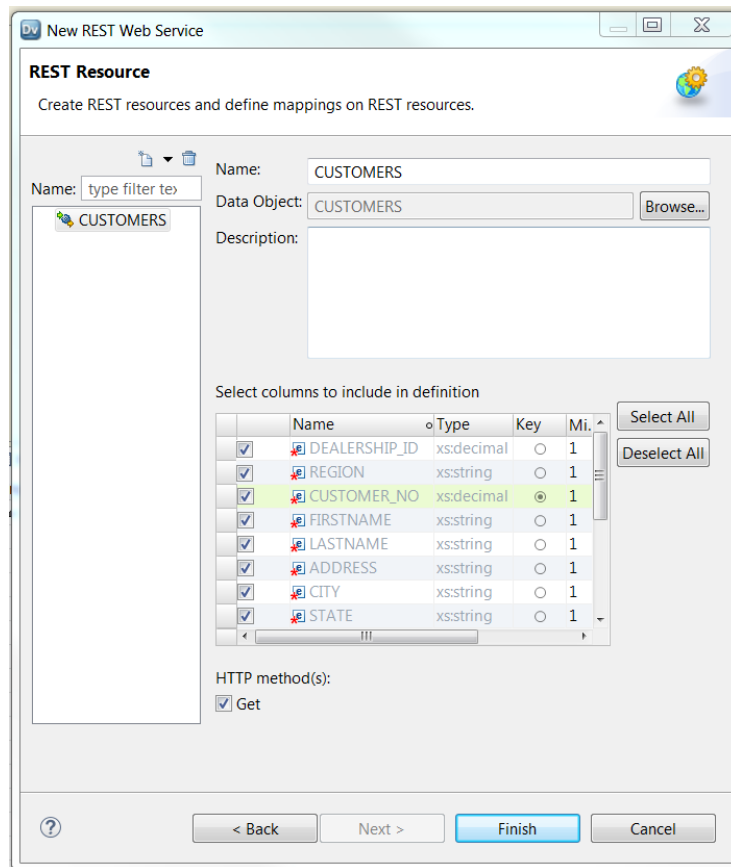 Dv New REST Web Service
REST Resource
Create REST resources and define mappings on REST resources.
Name: type filter tex
CUSTOMERS
Name: CUSTOMERS
Data Object: CUSTOMERS Browse...
Description:
Select columns to include in definition
Name Type Key Mi.
DEALERSHIP_ID xs:decimal 1
REGION xs:string 1
CUSTOMER_NO xs:decimal 1
FIRSTNAME xs:string 1
LASTNAME xs:string 1
ADDRESS xs:string 1
CITY xs:string 1
STATE xs:string 1
Select All
Deselect All
HTTP method(s):
Get
? < Back Next > Finish Cancel